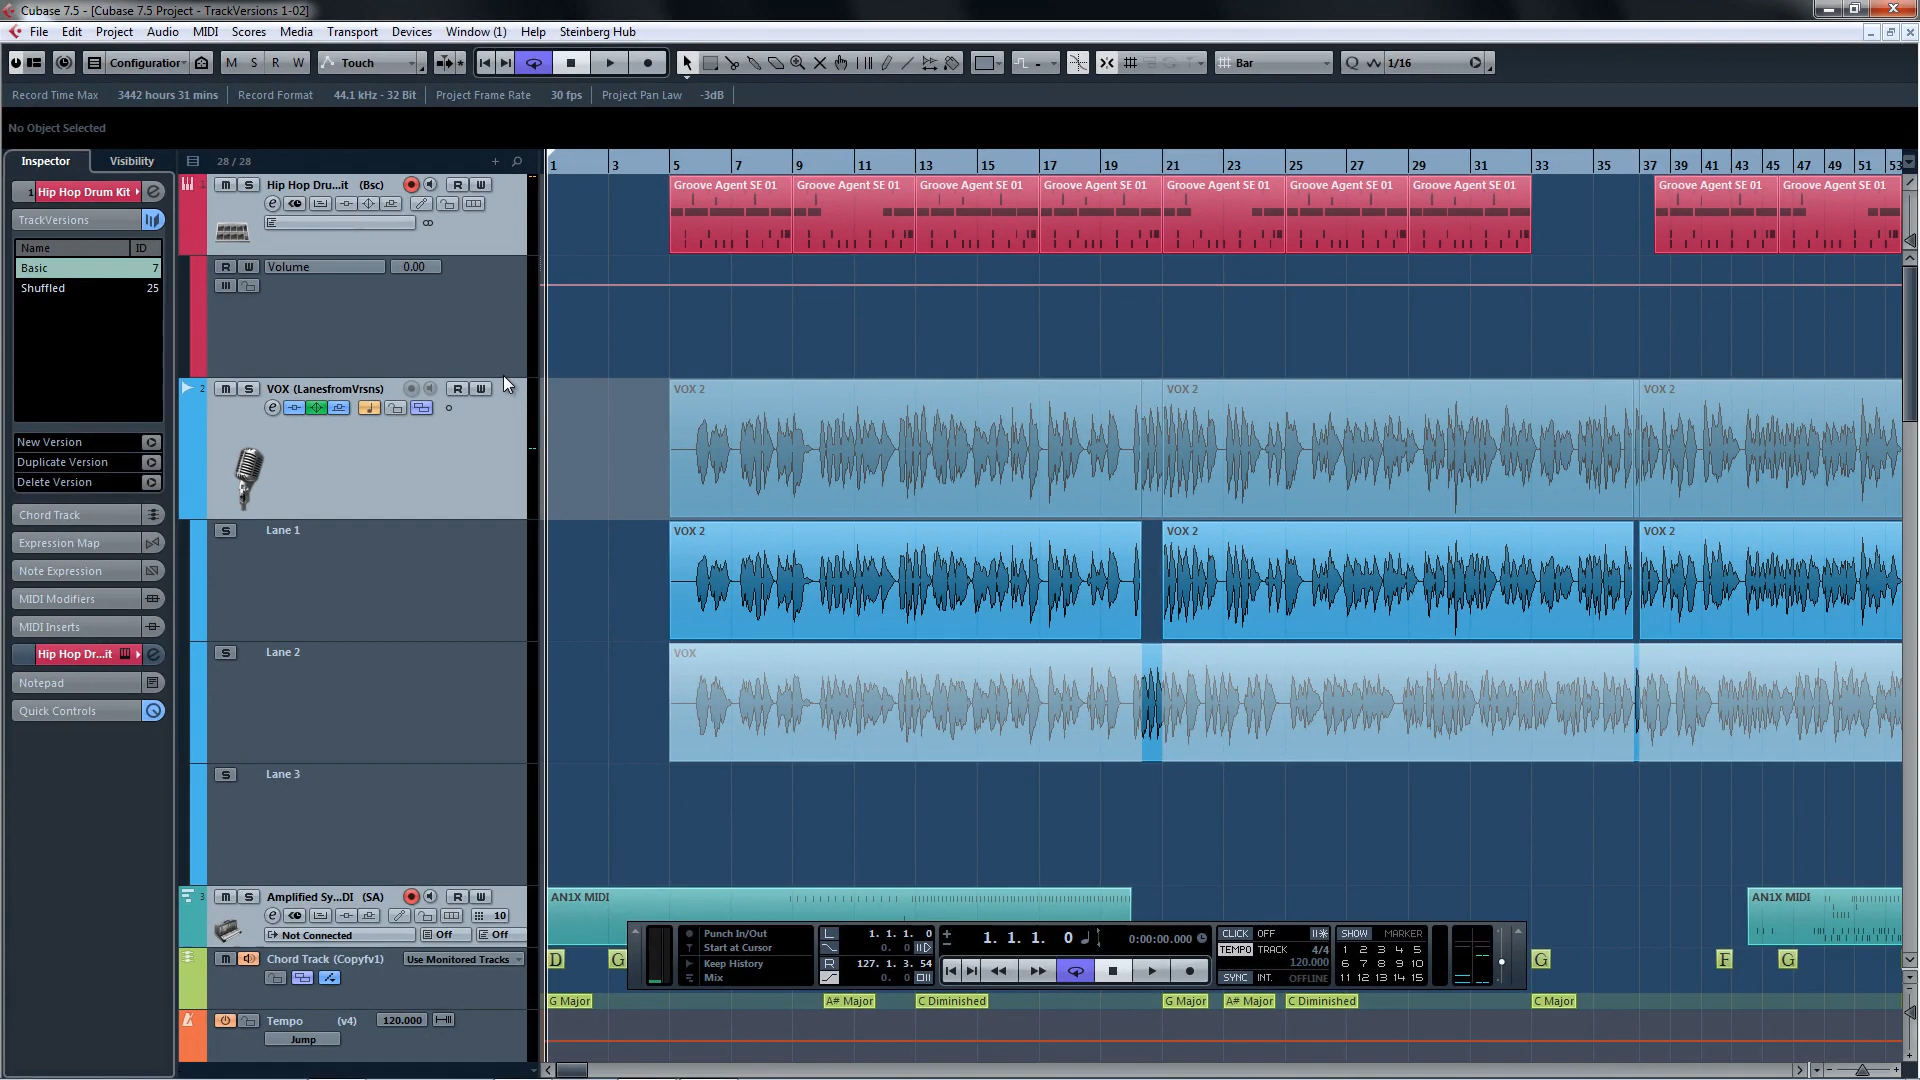 Cubase 7.5 - [Cubase 7.5 Project - TrackVersions 1-02]
File Edit Project Audio MIDI Scores Media Transport Devices Window (1) Help Steinberg Hub
Configuration M S R W Touch Bar Q 1/16
Record Time Max 3442 hours 31 mins Record Format 44.1 kHz - 32 Bit Project Frame Rate 30 fps Project Pan Law -3dB
No Object Selected
Inspector Visibility 28 / 28
1 3 5 7 9 11 13 15 17 19 21 23 25 27 29 31 33 35 37 39 41 43 45 47 49 51 53
1 Hip Hop Drum Kit
1 M S Hip Hop Dru...it (Bsc) R W
Groove Agent SE 01 Groove Agent SE 01 Groove Agent SE 01 Groove Agent SE 01 Groove Agent SE 01 Groove Agent SE 01 Groove Agent SE 01 Groove Agent SE 01 Groove Agent SE 01
TrackVersions
Name ID
Basic 7
Shuffled 25
R W Volume 0.00
2 M S VOX (LanesfromVrsns) R W
VOX 2 VOX 2 VOX 2
New Version
Duplicate Version
Delete Version
Chord Track
Expression Map
Note Expression
MIDI Modifiers
MIDI Inserts
Hip Hop Dr...it
Notepad
Quick Controls
S Lane 1
VOX 2 VOX 2 VOX 2
S Lane 2
VOX
S Lane 3
3 M S Amplified Sy...DI (SA) R W
10
Not Connected Off Off
AN1X MIDI AN1X MIDI
M Chord Track (Copyfv1) Use Monitored Tracks
D G G F G
G Major A# Major C Diminished G Major A# Major C Diminished C Major
Tempo (v4) 120.000
Jump
Punch In/Out
Start at Cursor
Keep History
Mix
L 1. 1. 1. 0
0. 0
R 127. 1. 3. 54
0. 0
1. 1. 1. 0 0:00:00.000
CLICK OFF
TEMPO TRACK 4/4
120.000
SYNC INT. OFFLINE
SHOW MARKER
1 2 3 4 5
6 7 8 9 10
11 12 13 14 15